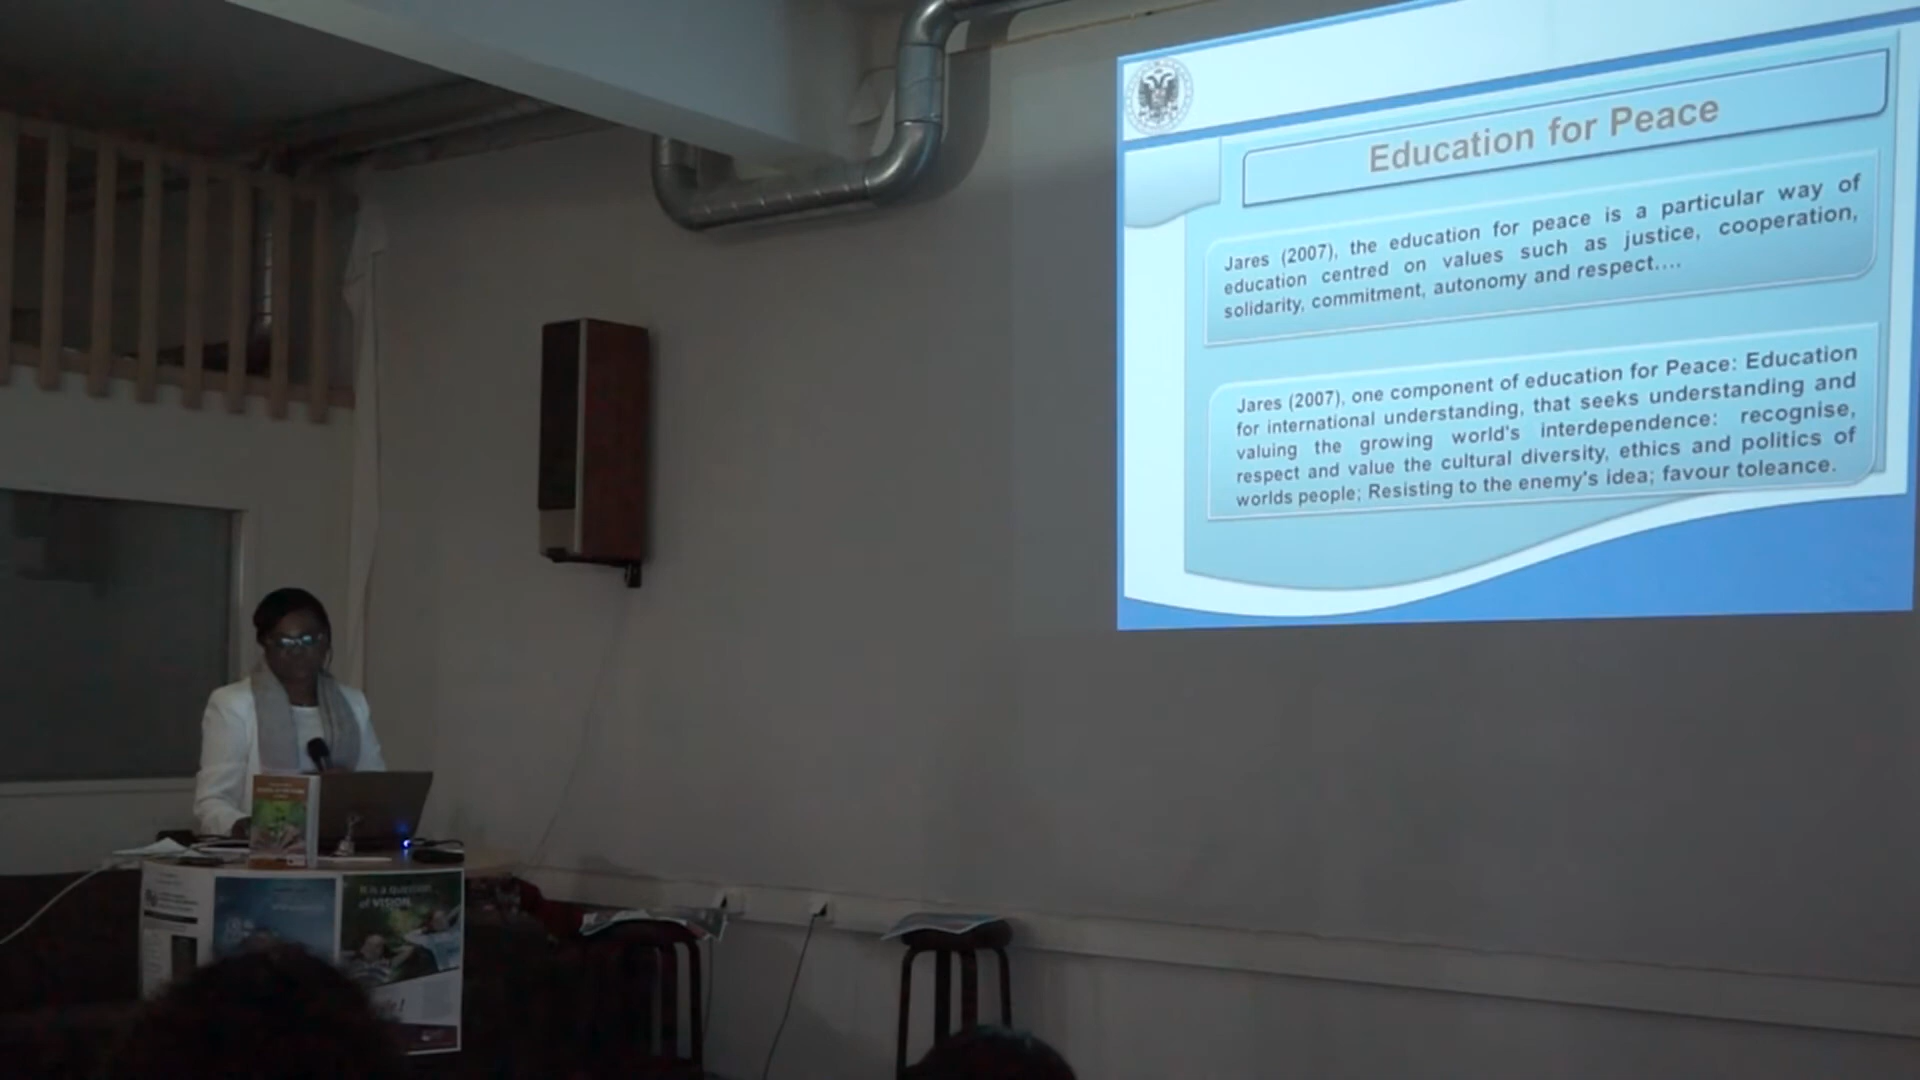 Education for Peace
Jares (2007), the education for peace is a particular way of
education centred on values such as justice, cooperation,
solidarity, commitment, autonomy and respect....
Jares (2007), one component of education for Peace: Education
for international understanding, that seeks understanding and
valuing the growing world's interdependence: recognise,
respect and value the cultural diversity, ethics and politics of
worlds people; Resisting to the enemy's idea; favour toleance.
It is a question
of VISION